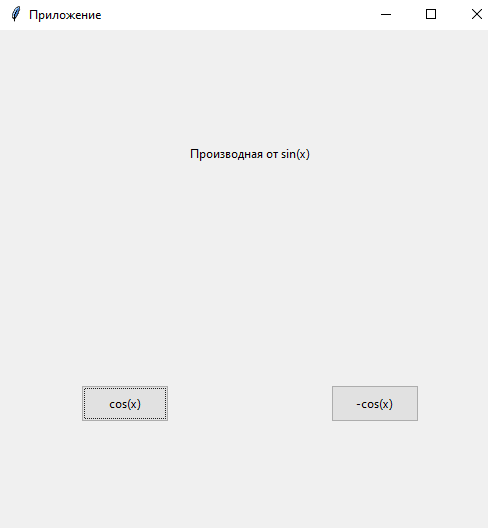 Приложение
Производная от sin(x)
cos(x)
-cos(x)